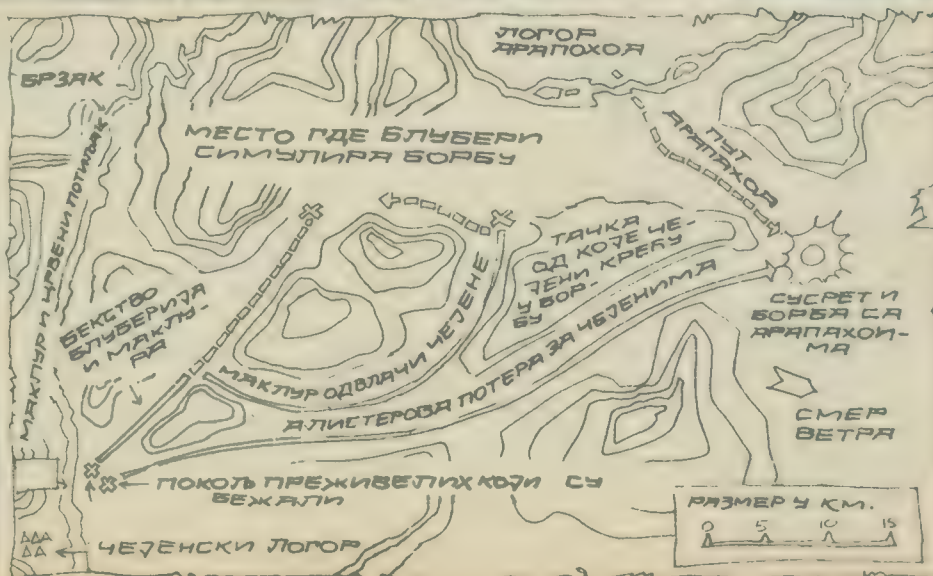 ЛОГОР
АРАПОХОА
БРЗАК
МЕСТО ГДЕ БЛУБЕРИ
СИМУЛИРА БОРБУ
ПУТ
АРАПАХОА
МАКЛУР И ЦРВЕНИ ПОТИЉАК
ТАЧКА
ОД КОЈЕ ЧЕ-
ЈЕНИ КРЕЋУ
У БОР-
БУ
БЕКСТВО
БЛУБЕРИЈА
И МАКЛУ-
РА
МАКЛУР ОДВЛАЧИ ЧЕЈЕНЕ
АЛИСТЕРОВА ПОТЕРА ЗА ЧЕЈЕНИМА
СУСРЕТ И
БОРБА СА
АРАПАХОИ-
МА
СМЕР
ВЕТРА
ПОКОЉ ПРЕЖИВЕЛИХ КОЈИ СУ
БЕЖАЛИ
ЧЕЈЕНСКИ ЛОГОР
РАЗМЕР У КМ.
0 5 10 15